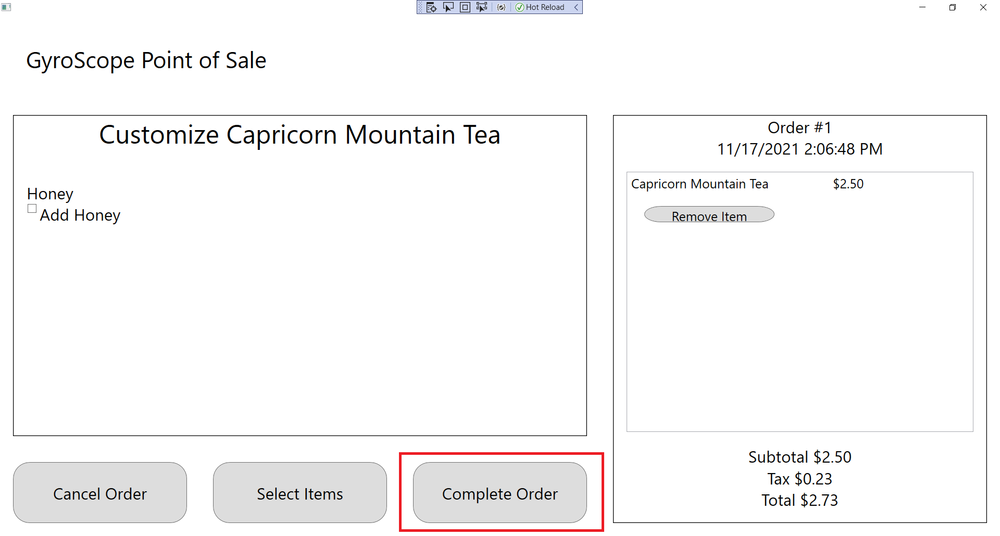 Hot Reload
GyroScope Point of Sale
Customize Capricorn Mountain Tea
Honey
Add Honey
Order #1
11/17/2021 2:06:48 PM
Capricorn Mountain Tea $2.50
Remove Item
Subtotal $2.50
Tax $0.23
Total $2.73
Cancel Order
Select Items
Complete Order